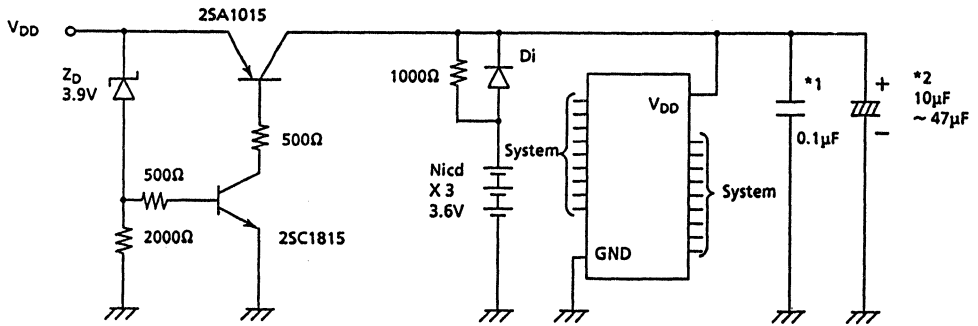 2SA1015
VDD
ZD
3.9V
500Ω
500Ω
2000Ω
2SC1815
1000Ω
Di
Nicd
X 3
3.6V
System
VDD
GND
System
*1
0.1μF
+
*2
10μF
~ 47μF
−